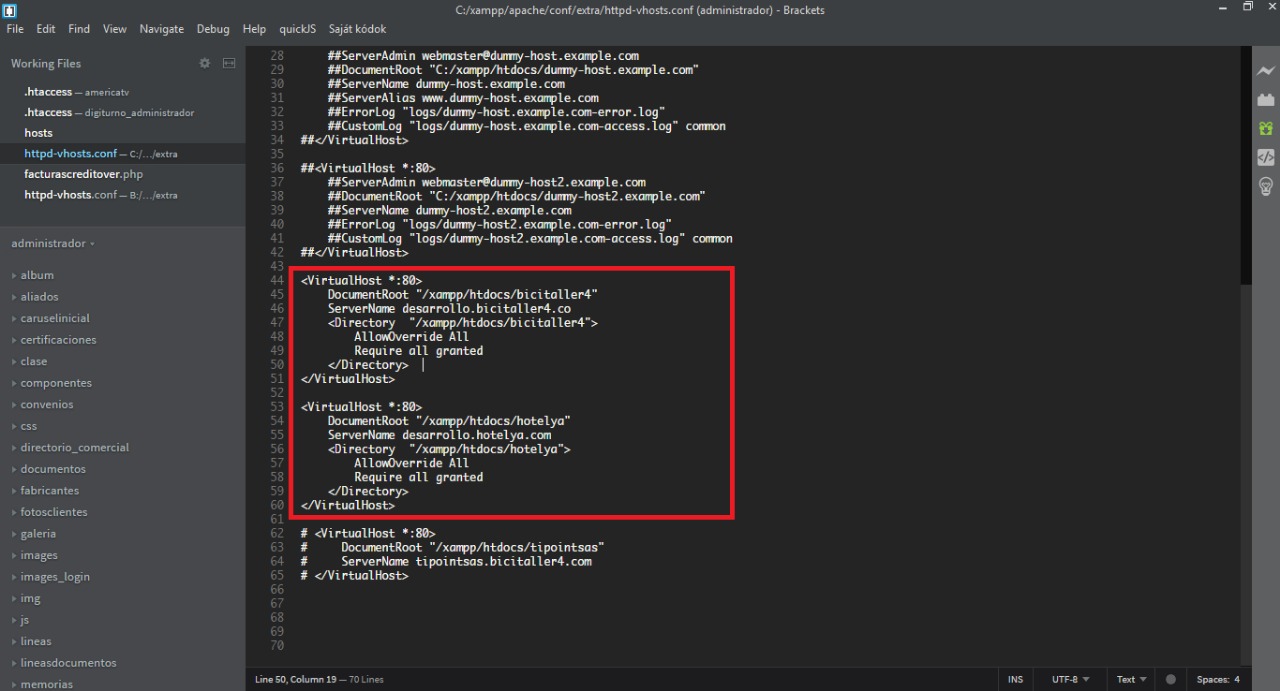 C:/xampp/apache/conf/extra/httpd-vhosts.conf (administrador) - Brackets
File Edit Find View Navigate Debug Help quickJS Saját kódok
Working Files
.htaccess — americatv
.htaccess — digiturno_administrador
hosts
httpd-vhosts.conf — C:/.../extra
facturascreditover.php
httpd-vhosts.conf — B:/.../extra
administrador
album
aliados
caruselinicial
certificaciones
clase
componentes
convenios
css
directorio_comercial
documentos
fabricantes
fotosclientes
galeria
images
images_login
img
js
lineas
lineasdocumentos
memorias
28 ##ServerAdmin webmaster@dummy-host.example.com
29 ##DocumentRoot "C:/xampp/htdocs/dummy-host.example.com"
30 ##ServerName dummy-host.example.com
31 ##ServerAlias www.dummy-host.example.com
32 ##ErrorLog "logs/dummy-host.example.com-error.log"
33 ##CustomLog "logs/dummy-host.example.com-access.log" common
34 ##</VirtualHost>
35
36 ##<VirtualHost *:80>
37 ##ServerAdmin webmaster@dummy-host2.example.com
38 ##DocumentRoot "C:/xampp/htdocs/dummy-host2.example.com"
39 ##ServerName dummy-host2.example.com
40 ##ErrorLog "logs/dummy-host2.example.com-error.log"
41 ##CustomLog "logs/dummy-host2.example.com-access.log" common
42 ##</VirtualHost>
43
44 <VirtualHost *:80>
45 DocumentRoot "/xampp/htdocs/bicitaller4"
46 ServerName desarrollo.bicitaller4.co
47 <Directory "/xampp/htdocs/bicitaller4">
48 AllowOverride All
49 Require all granted
50 </Directory>
51 </VirtualHost>
52
53 <VirtualHost *:80>
54 DocumentRoot "/xampp/htdocs/hotelya"
55 ServerName desarrollo.hotelya.com
56 <Directory "/xampp/htdocs/hotelya">
57 AllowOverride All
58 Require all granted
59 </Directory>
60 </VirtualHost>
61
62 # <VirtualHost *:80>
63 # DocumentRoot "/xampp/htdocs/tipointsas"
64 # ServerName tipointsas.bicitaller4.com
65 # </VirtualHost>
66
67
68
69
70
Line 50, Column 19 — 70 Lines
INS UTF-8 Text Spaces: 4